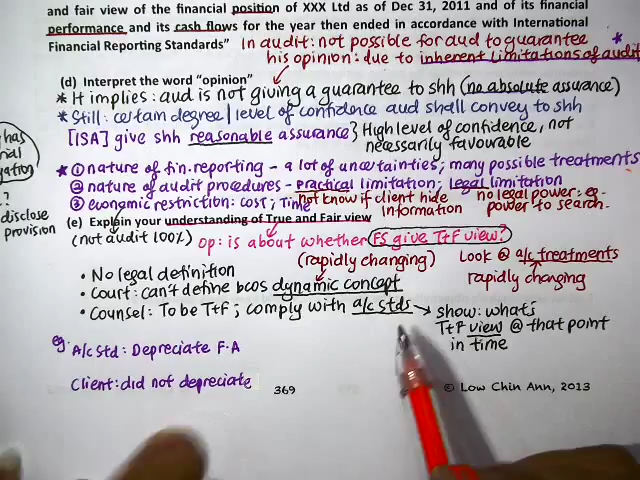 and fair view of the financial position of XXX Ltd as of Dec 31, 2011 and of its financial
performance and its cash flows for the year then ended in accordance with International
Financial Reporting Standards"
In audit: not possible for aud to guarantee
his opinion: due to inherent limitations of audit
(d) Interpret the word "opinion"
* It implies: aud is not giving a guarantee to shh (no absolute assurance)
* Still: certain degree/level of confidence aud shall convey to shh
[ISA] give shh reasonable assurance} High level of confidence, not
necessarily favourable
has
rial
gation
?
disclose
provision
* ① nature of fin.reporting - a lot of uncertainties; many possible treatments
② nature of audit procedures - practical limitation; legal limitation
③ economic restriction: cost; time
not know if client hide
information
no legal power: eg.
power to search.
(e) Explain your understanding of True and Fair view
(not audit 100%)
Op: is about whether FS give T+F view?
(rapidly changing)
Look @ a/c treatments
rapidly changing
• No legal definition
• Court: can't define bcos dynamic concept
• Counsel: To be T+F; comply with a/c stds → show: what's
T+F view @ that point
in time
eg. A/c Std: Depreciate F.A
Client: did not depreciate
369
© Low Chin Ann, 2013